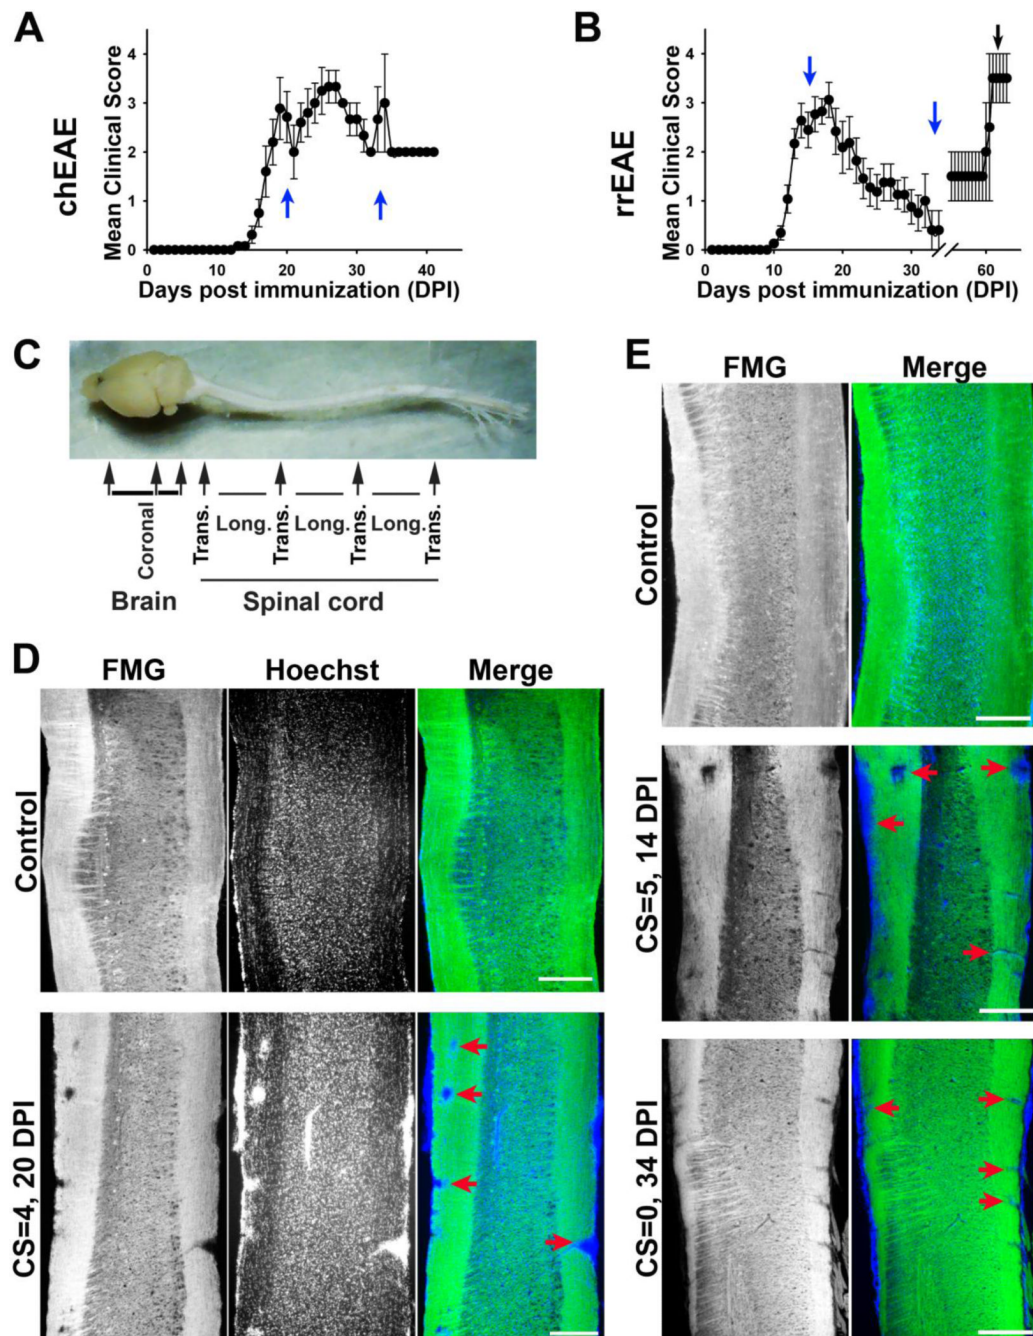 A
chEAE
Mean Clinical Score
4
3
2
1
0
0 10 20 30 40
Days post immunization (DPI)
B
rrEAE
Mean Clinical Score
4
3
2
1
0
0 10 20 30 60
Days post immunization (DPI)
C
Coronal
Trans.
Long.
Trans.
Long.
Trans.
Long.
Trans.
Brain
Spinal cord
D
FMG Hoechst Merge
Control
CS=4, 20 DPI
E
FMG Merge
Control
CS=5, 14 DPI
CS=0, 34 DPI